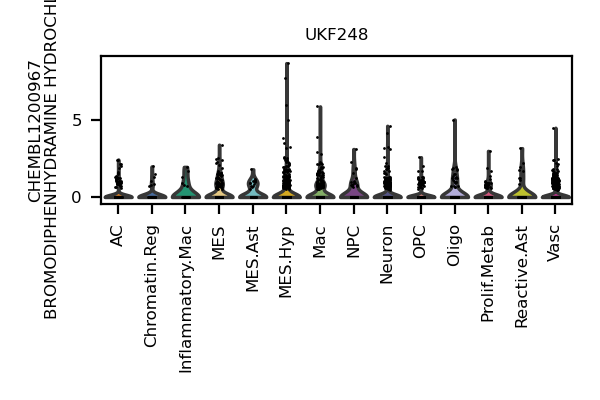 UKF248
CHEMBL1200967
BROMODIPHENHYDRAMINE HYDROCHL
5
0
AC
Chromatin.Reg
Inflammatory.Mac
MES
MES.Ast
MES.Hyp
Mac
NPC
Neuron
OPC
Oligo
Prolif.Metab
Reactive.Ast
Vasc